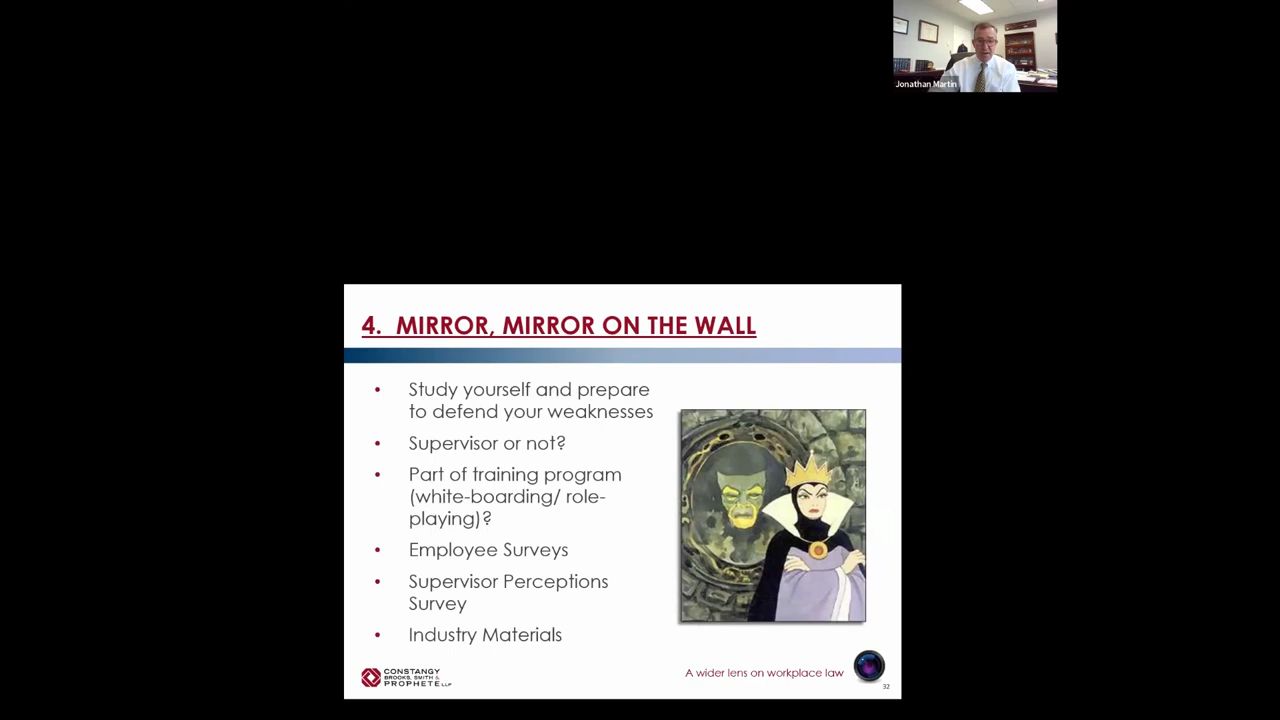 Jonathan Martin
4. MIRROR, MIRROR ON THE WALL
• Study yourself and prepare
to defend your weaknesses
• Supervisor or not?
• Part of training program
(white-boarding/ role-
playing)?
• Employee Surveys
• Supervisor Perceptions
Survey
• Industry Materials
CONSTANGY
BROOKS, SMITH &
PROPHETE LLP
A wider lens on workplace law
32